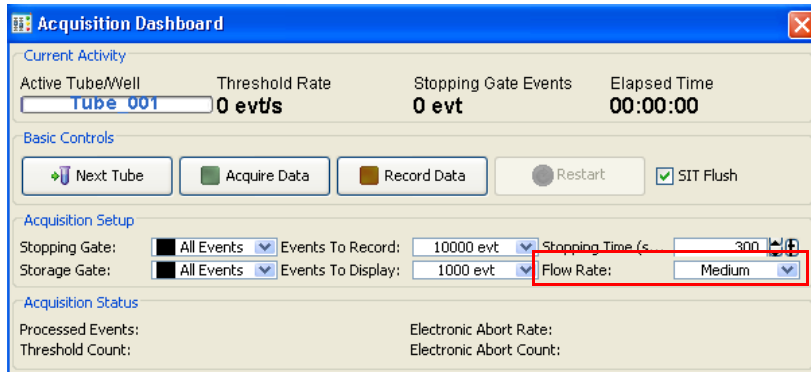 Acquisition Dashboard
Current Activity
Active Tube/Well Threshold Rate Stopping Gate Events Elapsed Time
Tube_001 0 evt/s 0 evt 00:00:00
Basic Controls
Next Tube Acquire Data Record Data Restart SIT Flush
Acquisition Setup
Stopping Gate: All Events Events To Record: 10000 evt Stopping Time (s... 300
Storage Gate: All Events Events To Display: 1000 evt Flow Rate: Medium
Acquisition Status
Processed Events: Electronic Abort Rate:
Threshold Count: Electronic Abort Count: